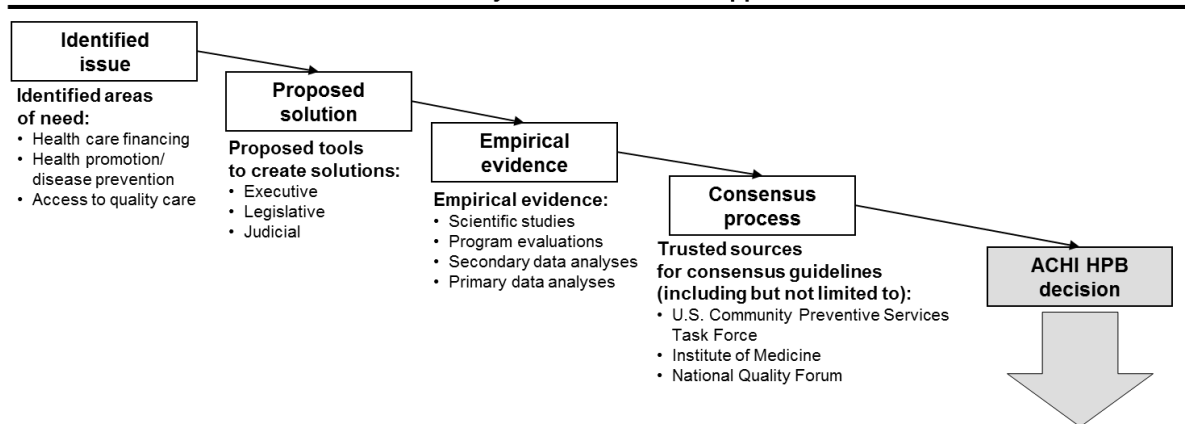 Identified
issue
Identified areas
of need:
• Health care financing
• Health promotion/
disease prevention
• Access to quality care
Proposed
solution
Proposed tools
to create solutions:
• Executive
• Legislative
• Judicial
Empirical
evidence
Empirical evidence:
• Scientific studies
• Program evaluations
• Secondary data analyses
• Primary data analyses
Consensus
process
Trusted sources
for consensus guidelines
(including but not limited to):
• U.S. Community Preventive Services
Task Force
• Institute of Medicine
• National Quality Forum
ACHI HPB
decision